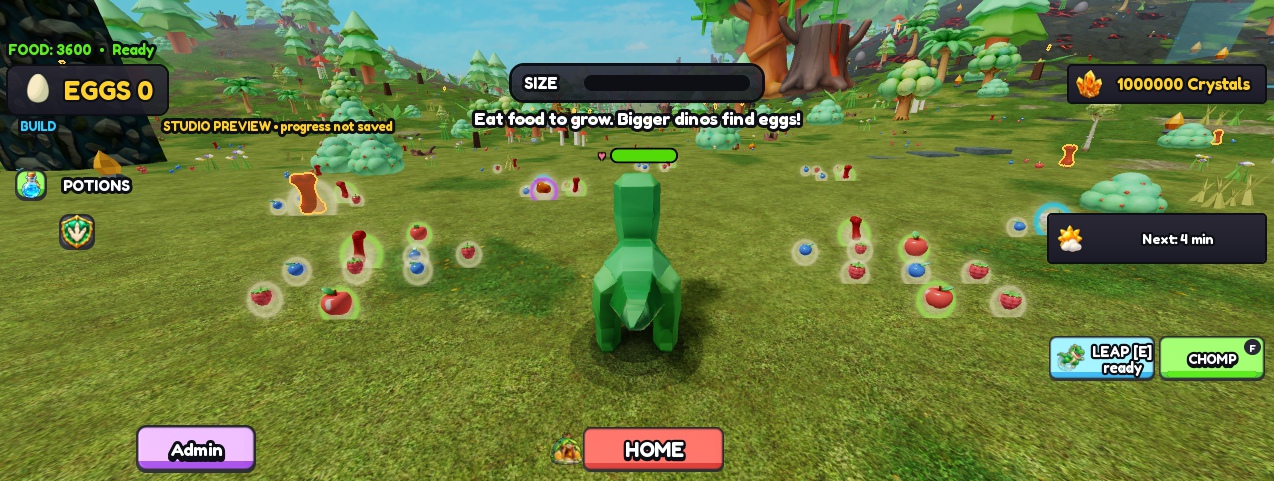 FOOD: 3600 • Ready
EGGS 0
BUILD
STUDIO PREVIEW • progress not saved
POTIONS
SIZE
Eat food to grow. Bigger dinos find eggs!
1000000 Crystals
Next: 4 min
LEAP [E]
ready
CHOMP
F
Admin
HOME